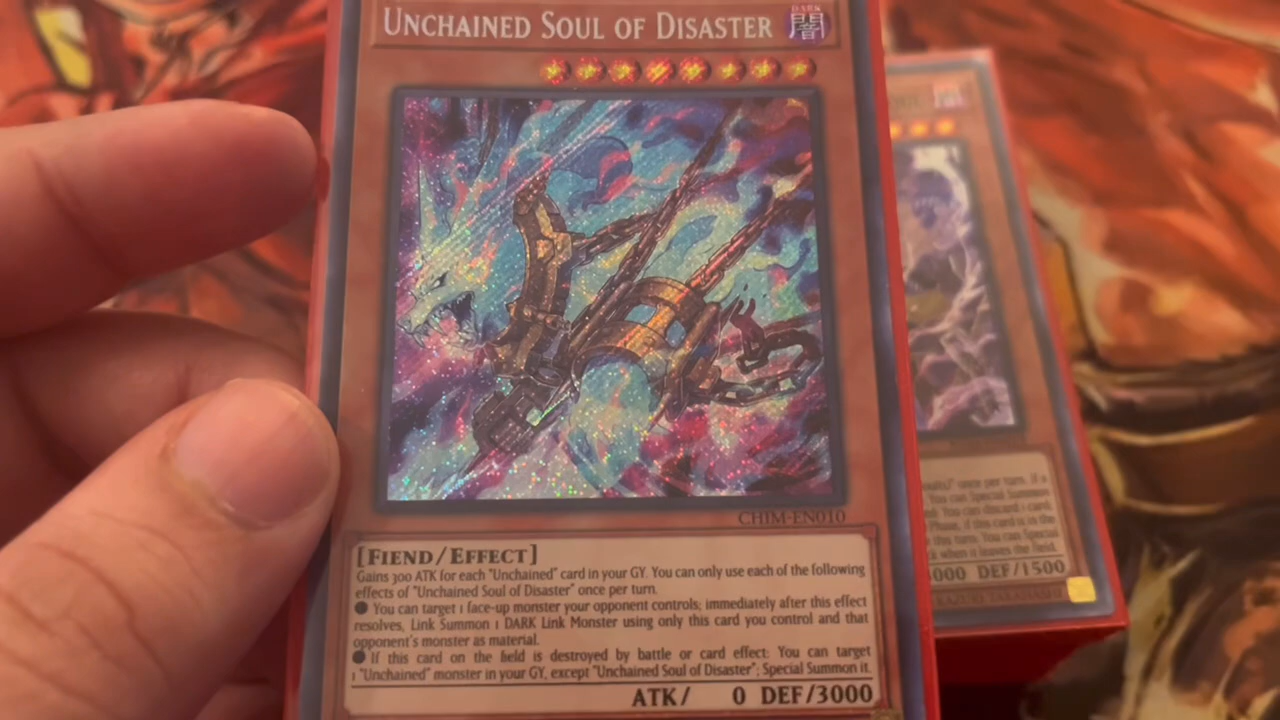 UNCHAINED SOUL OF DISASTER
DARK
闇
CHIM-EN010
[FIEND/EFFECT]
Gains 300 ATK for each "Unchained" card in your GY. You can only use each of the following
effects of "Unchained Soul of Disaster" once per turn.
● You can target 1 face-up monster your opponent controls; immediately after this effect
resolves, Link Summon 1 DARK Link Monster using only this card you control and that
opponent's monster as material.
● If this card on the field is destroyed by battle or card effect: You can target
1 "Unchained" monster in your GY, except "Unchained Soul of Disaster"; Special Summon it.
ATK/ 0 DEF/3000
once per turn. If a
You can Special Summon
You can discard 1 card;
Phase, if this card is in the
this turn: You can Special
when it leaves the field.
000 DEF/1500
KAZUKI TAKAHASHI